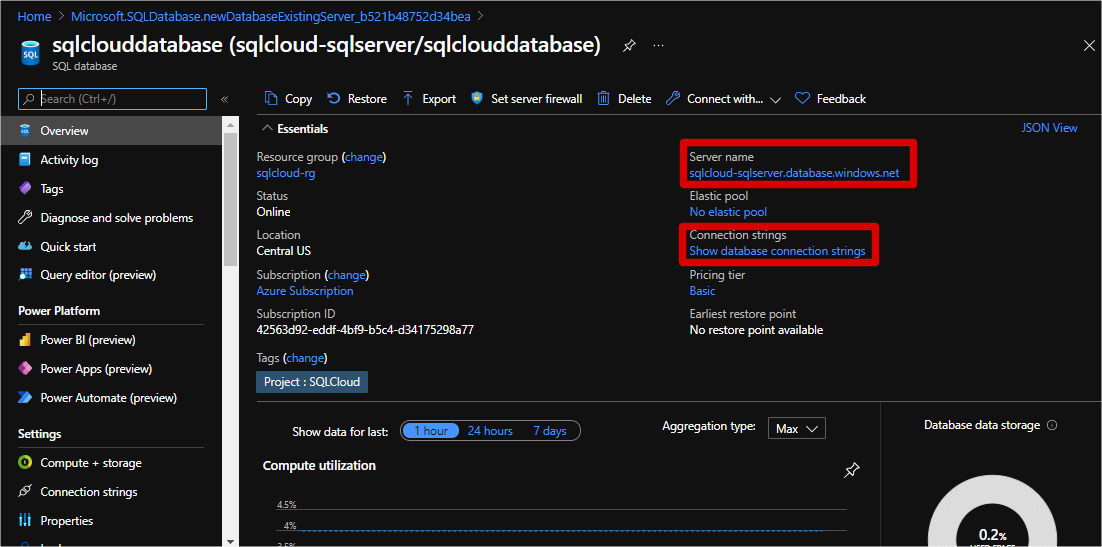 Home > Microsoft.SQLDatabase.newDatabaseExistingServer_b521b48752d34bea >
sqlclouddatabase (sqlcloud-sqlserver/sqlclouddatabase)
SQL
SQL database
Search (Ctrl+/)
Overview
Activity log
Tags
Diagnose and solve problems
Quick start
Query editor (preview)
Power Platform
Power BI (preview)
Power Apps (preview)
Power Automate (preview)
Settings
Compute + storage
Connection strings
Properties
Copy Restore Export Set server firewall Delete Connect with... Feedback
Essentials
JSON View
Resource group (change)
sqlcloud-rg
Status
Online
Location
Central US
Subscription (change)
Azure Subscription
Subscription ID
42563d92-eddf-4bf9-b5c4-d34175298a77
Server name
sqlcloud-sqlserver.database.windows.net
Elastic pool
No elastic pool
Connection strings
Show database connection strings
Pricing tier
Basic
Earliest restore point
No restore point available
Tags (change)
Project : SQLCloud
Show data for last: 1 hour 24 hours 7 days
Aggregation type: Max
Compute utilization
4.5%
4%
3.5%
Database data storage
0.2%
USED SPACE